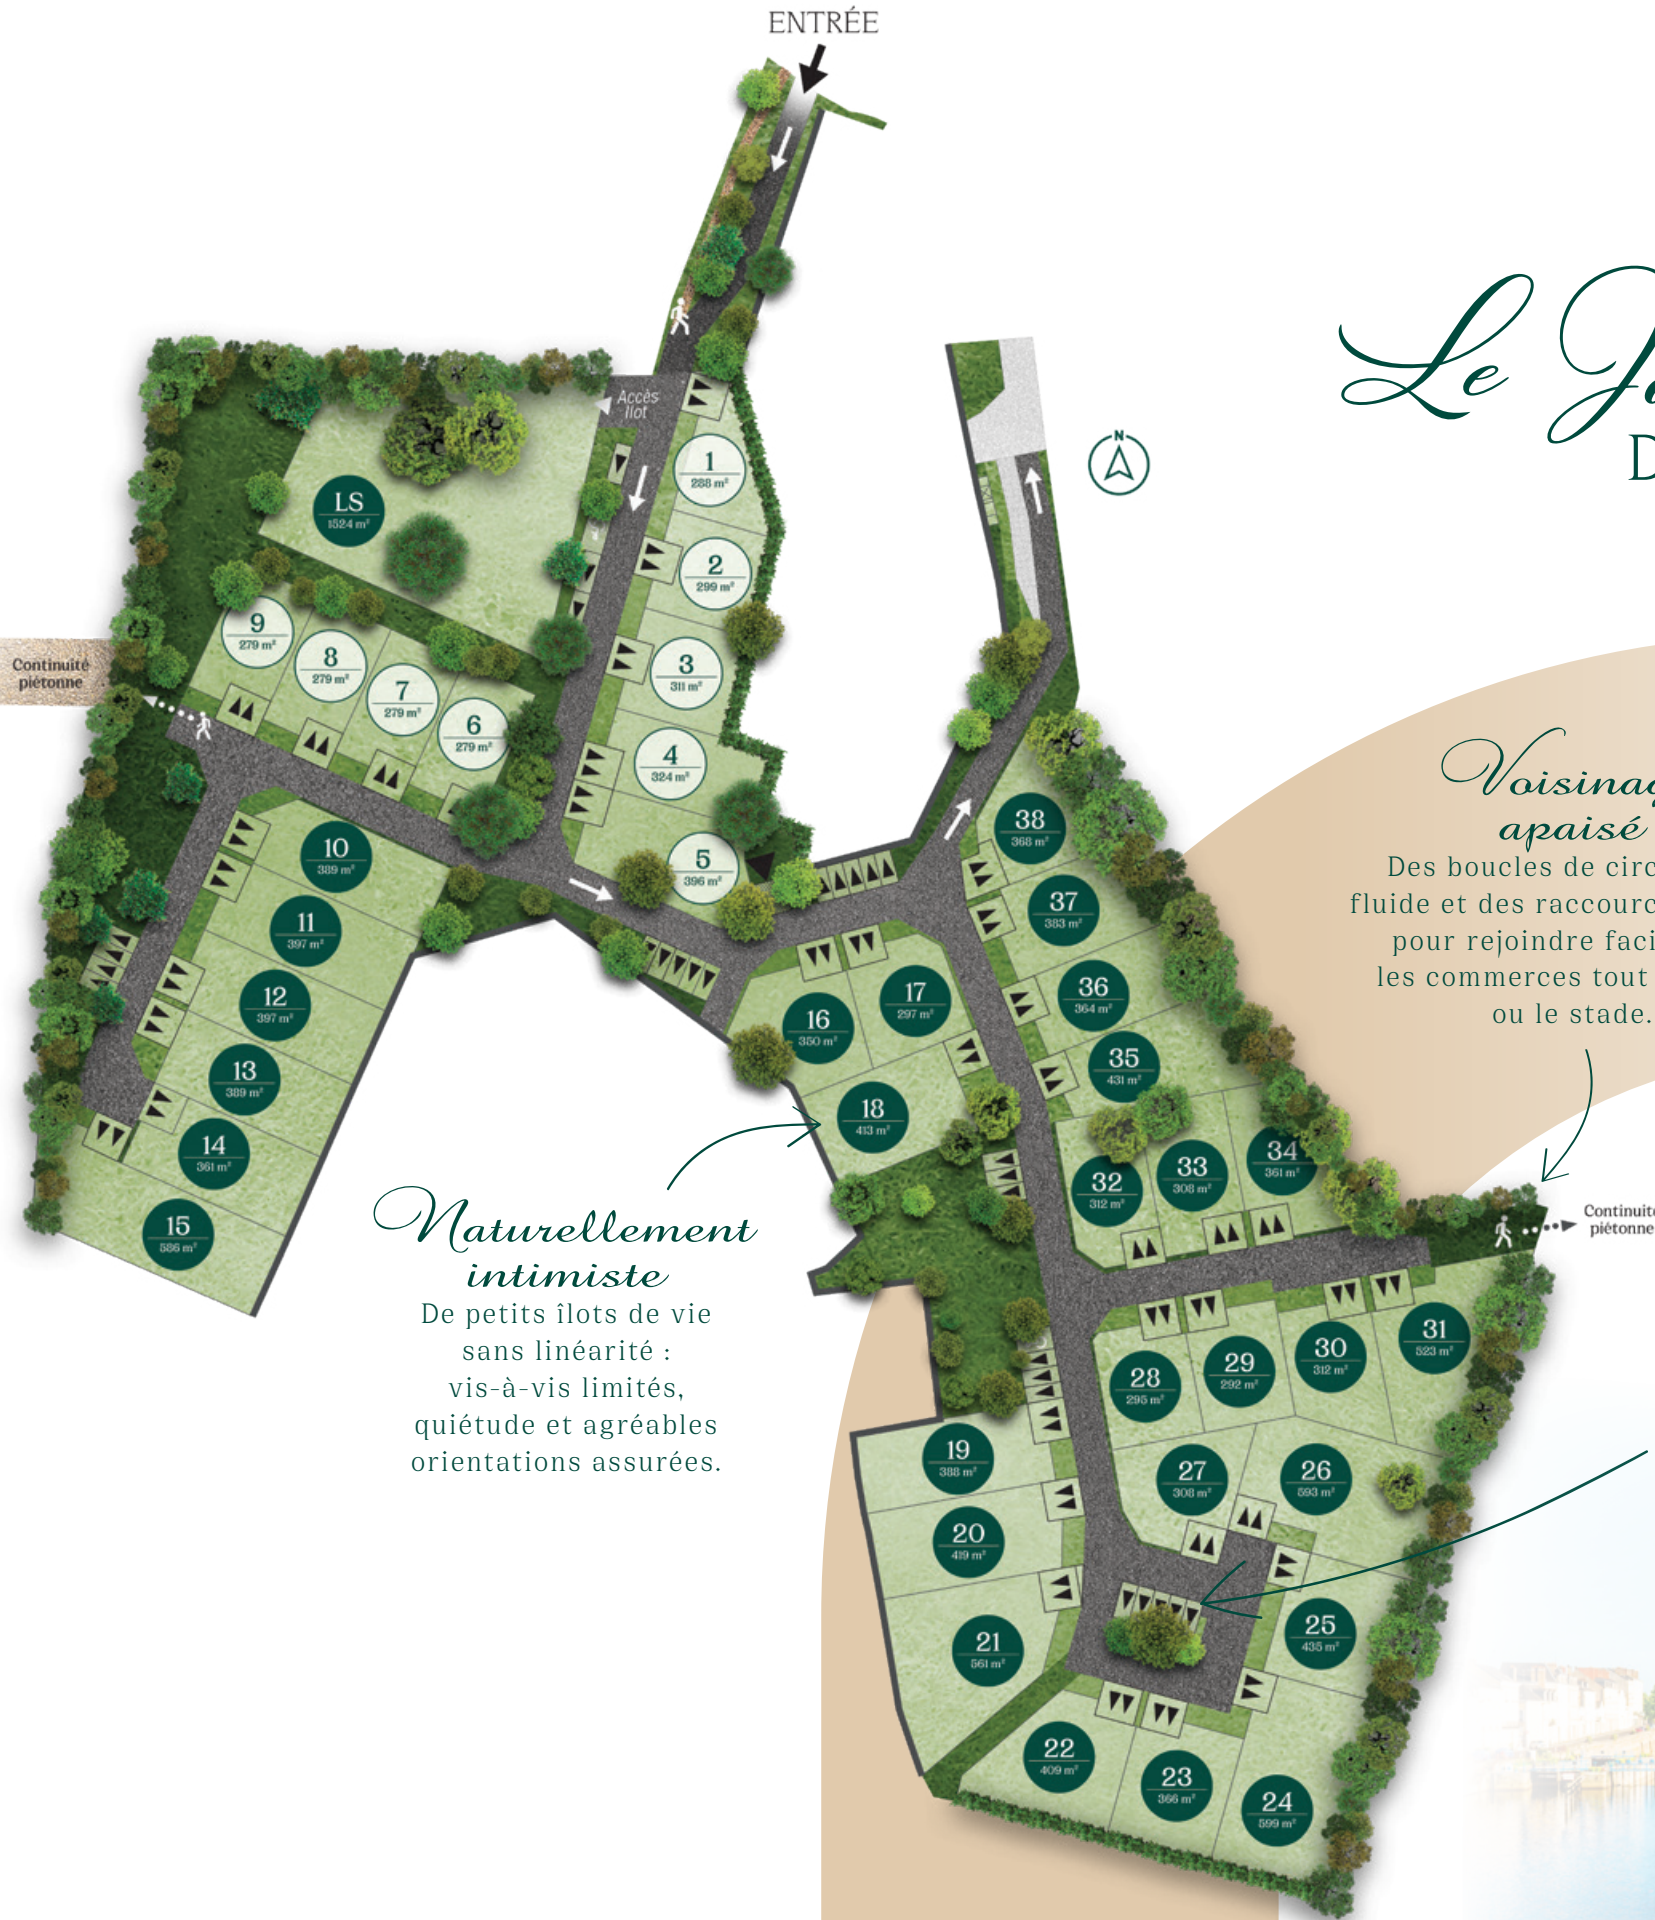 ENTRÉE
Le
D
N
Accès
îlot
LS
1524 m²
1
288 m²
2
299 m²
3
311 m²
4
324 m²
5
396 m²
6
279 m²
7
279 m²
8
279 m²
9
279 m²
Continuité
piétonne
10
389 m²
11
397 m²
12
397 m²
13
389 m²
14
361 m²
15
586 m²
16
350 m²
17
297 m²
18
413 m²
38
368 m²
37
383 m²
36
364 m²
35
431 m²
34
361 m²
33
308 m²
32
312 m²
Voisinag
apaisé
Des boucles de circ
fluide et des raccourc
pour rejoindre faci
les commerces tout
ou le stade.
Continuité
piétonne
Naturellement
intimiste
De petits îlots de vie
sans linéarité :
vis-à-vis limités,
quiétude et agréables
orientations assurées.
31
523 m²
30
312 m²
29
292 m²
28
295 m²
27
308 m²
26
593 m²
19
388 m²
20
419 m²
21
561 m²
25
435 m²
22
409 m²
23
366 m²
24
599 m²